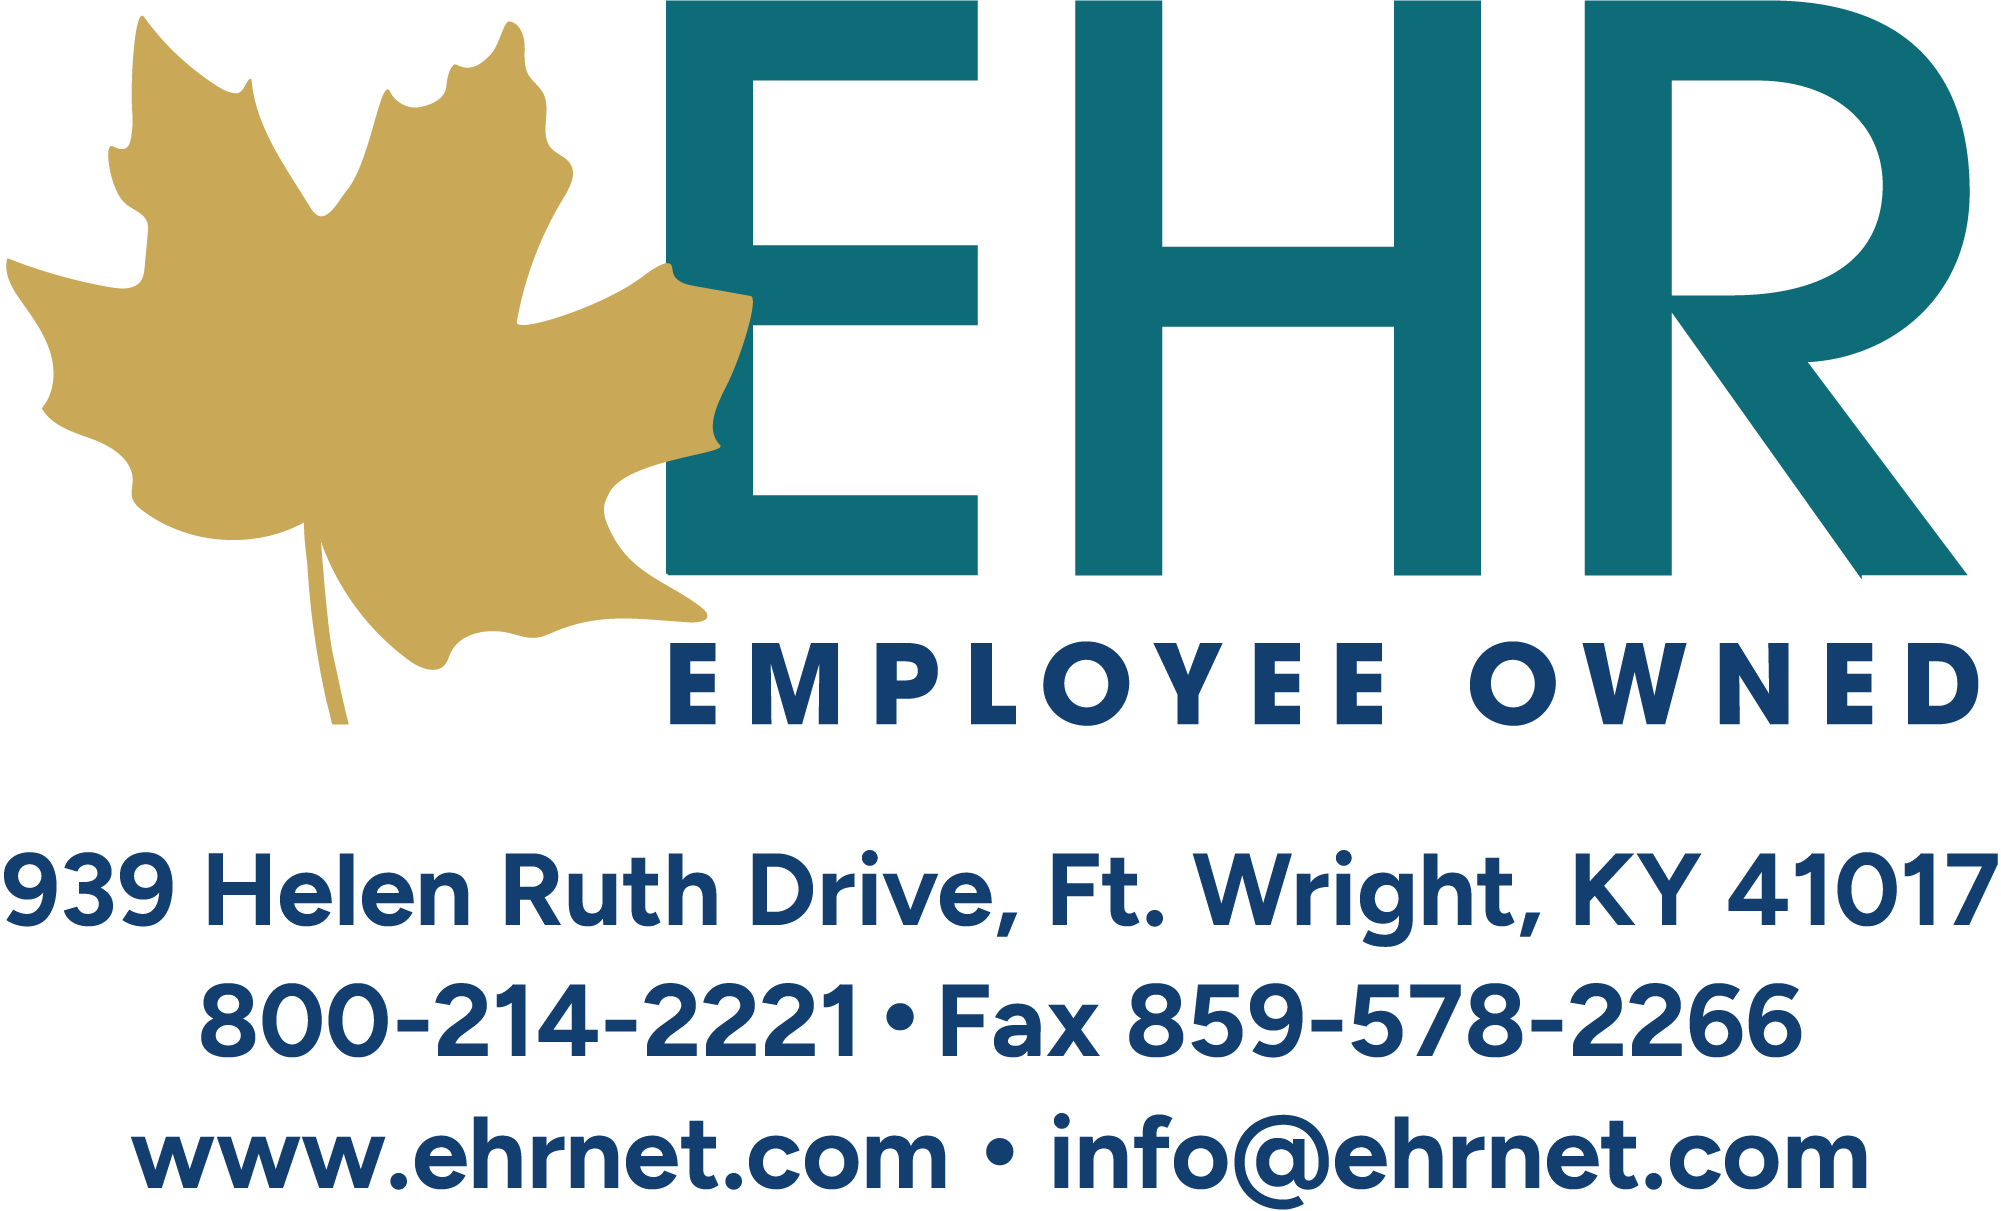 EHR
EMPLOYEE OWNED
939 Helen Ruth Drive, Ft. Wright, KY 41017
800-214-2221 • Fax 859-578-2266
www.ehrnet.com • info@ehrnet.com